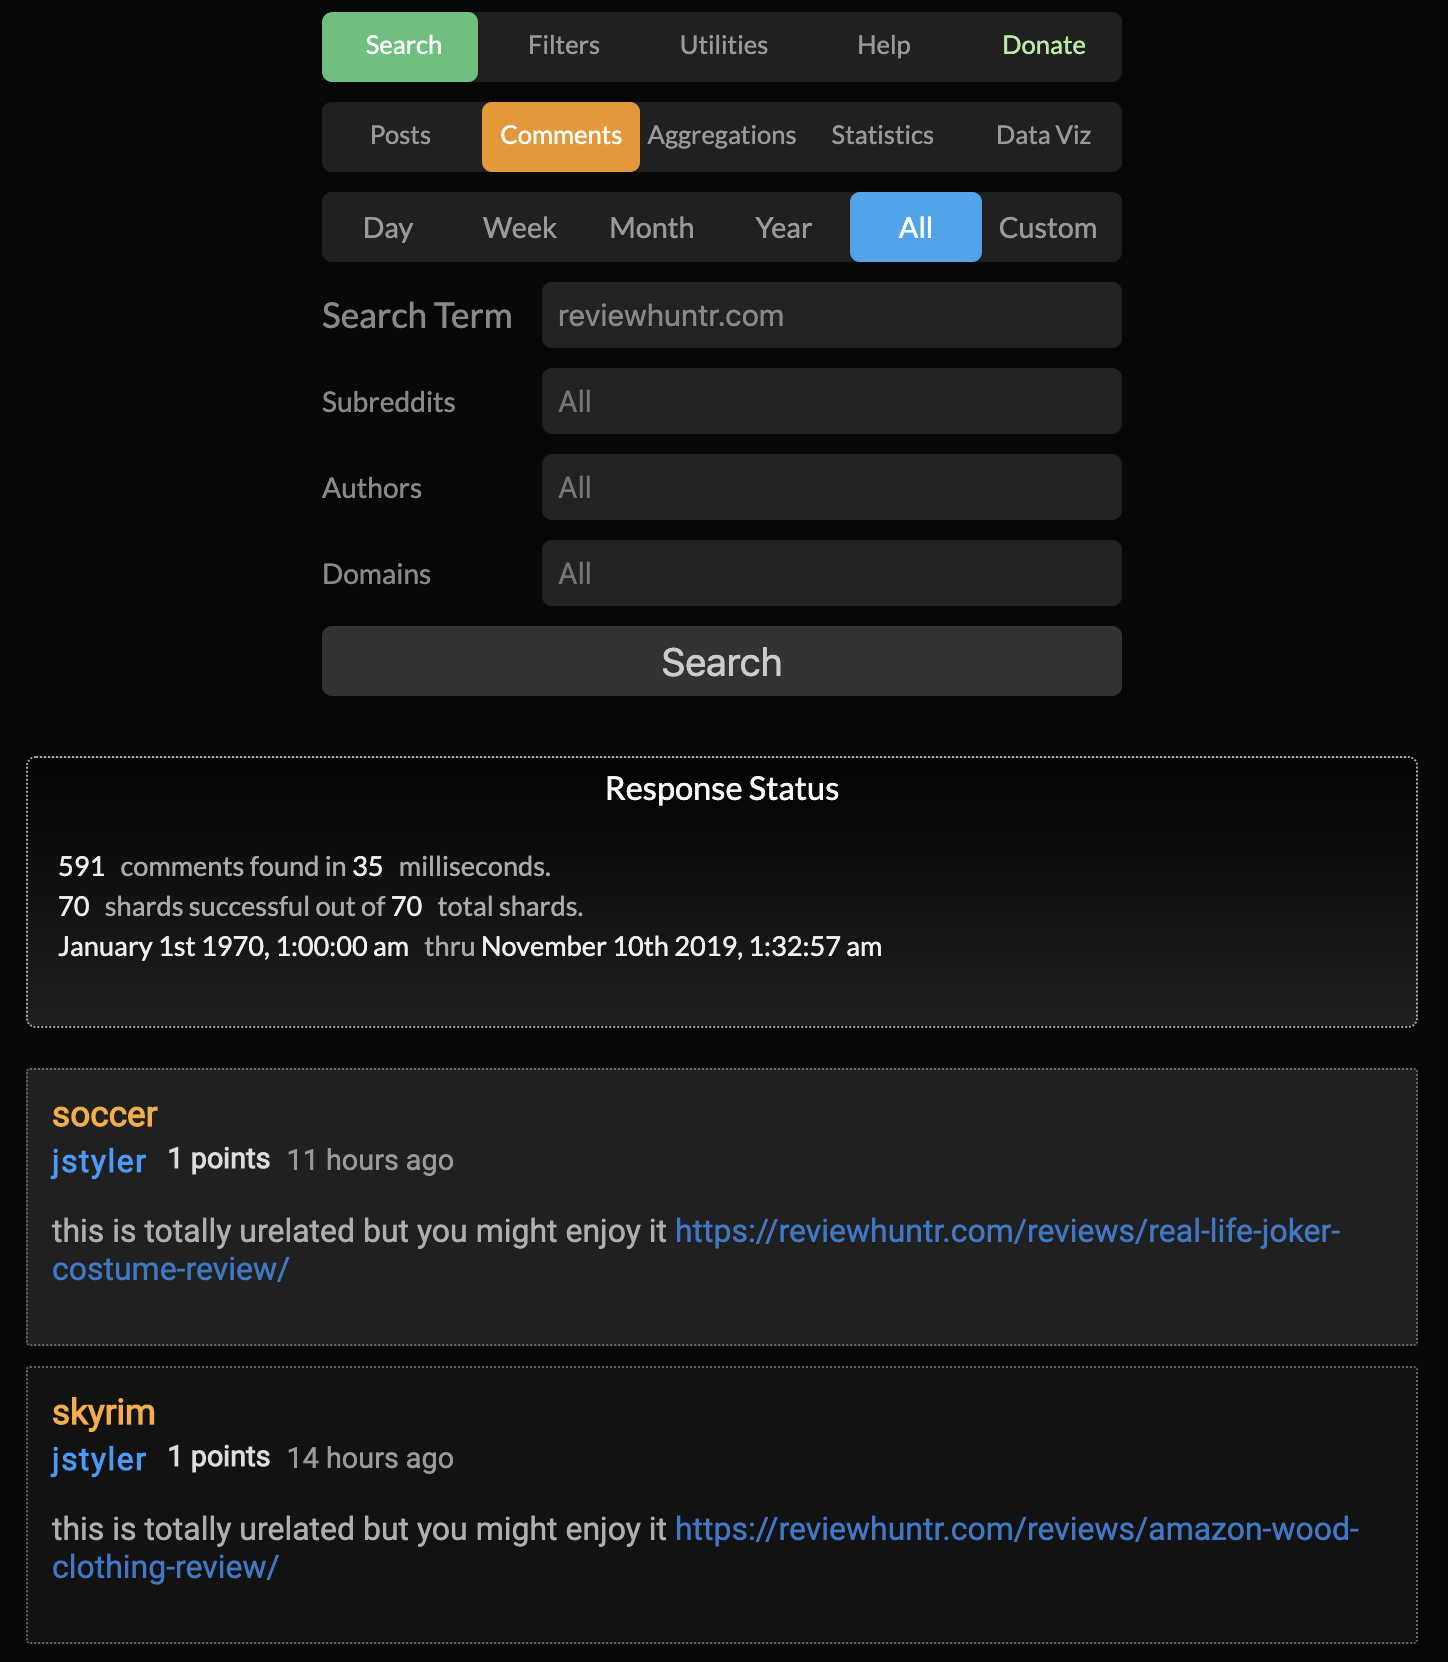 Search Filters Utilities Help Donate
Posts Comments Aggregations Statistics Data Viz
Day Week Month Year All Custom
Search Term reviewhuntr.com
Subreddits All
Authors All
Domains All
Search
Response Status
591 comments found in 35 milliseconds.
70 shards successful out of 70 total shards.
January 1st 1970, 1:00:00 am thru November 10th 2019, 1:32:57 am
soccer
jstyler 1 points 11 hours ago
this is totally urelated but you might enjoy it https://reviewhuntr.com/reviews/real-life-joker-
costume-review/
skyrim
jstyler 1 points 14 hours ago
this is totally urelated but you might enjoy it https://reviewhuntr.com/reviews/amazon-wood-
clothing-review/